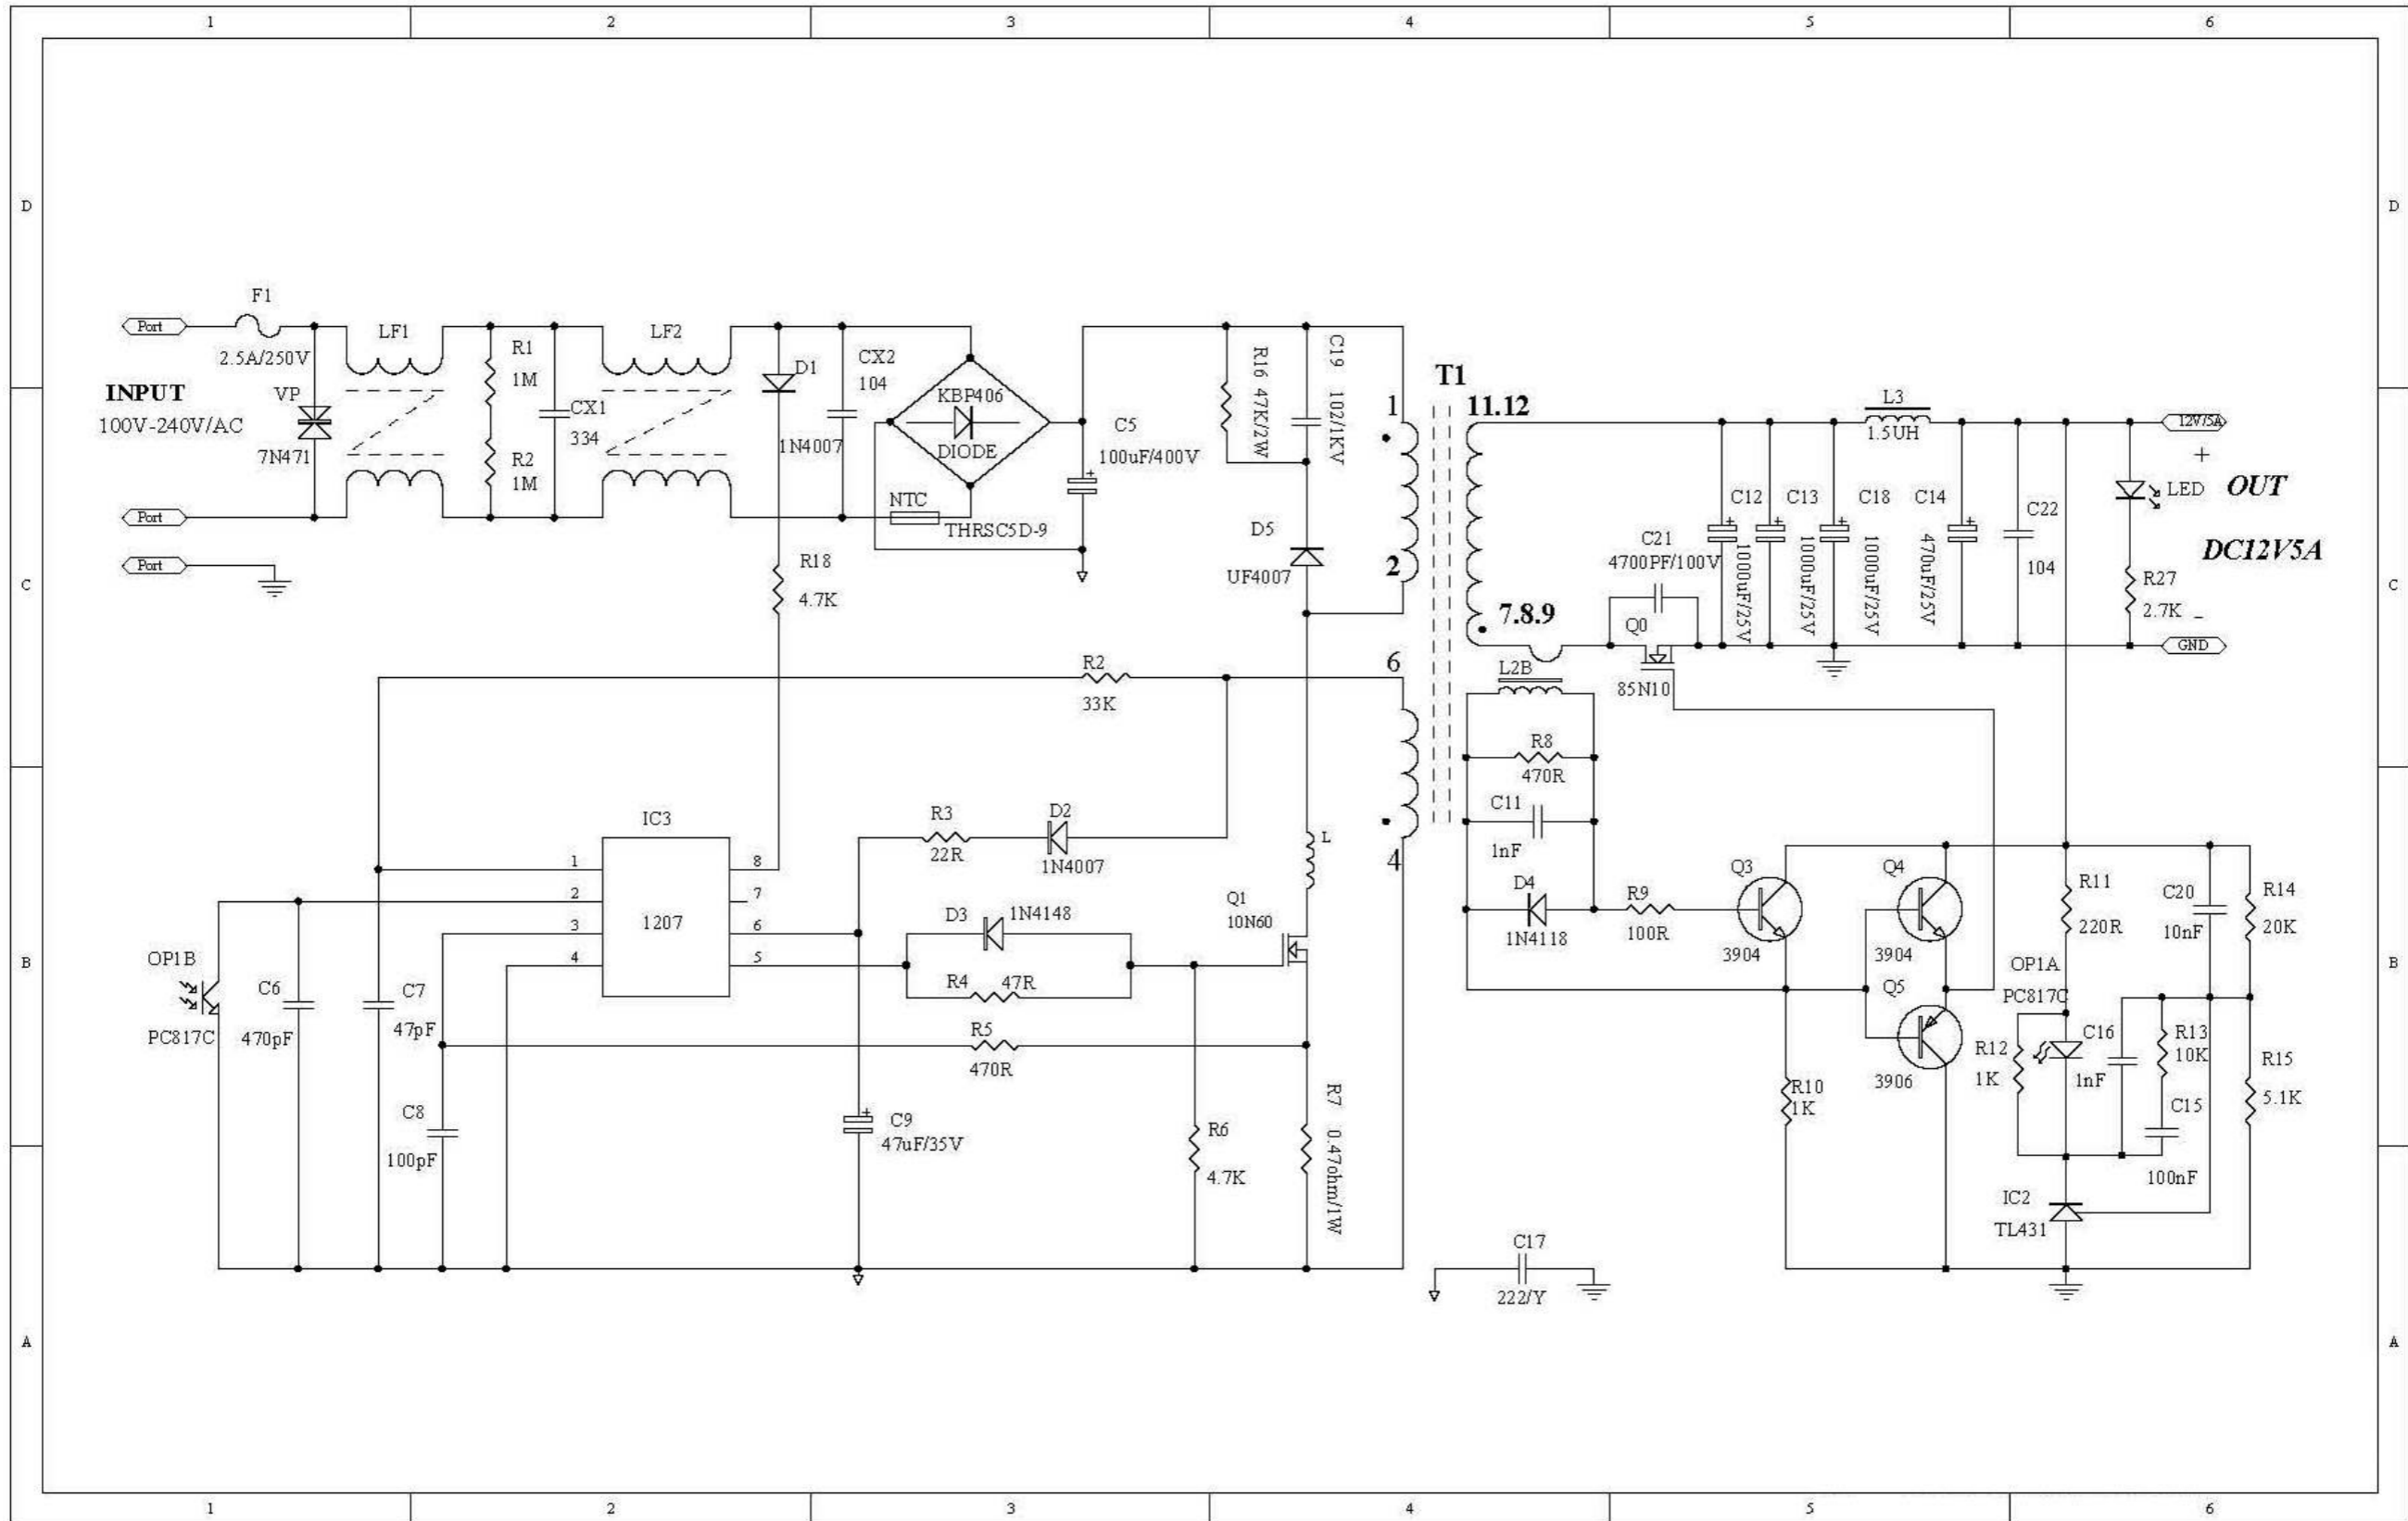 1 2 3 4 5 6
D D
F1
2.5A/250V
Port
LF1
R1
1M
LF2
D1
1N4007
CX2
104
INPUT
100V-240V/AC
VP
7N471
R2
1M
CX1
334
KBP406
DIODE
C5
100uF/400V
NTC
THRSC5D-9
Port
Port
R18
4.7K
R16 47K/2W
C19 102/1KV
D5
UF4007
T1
1
2
11.12
7.8.9
6
4
L3
1.5UH
12V/5A
+
C12
1000uF/25V
C13
1000uF/25V
C18
1000uF/25V
C14
470uF/25V
C22
104
LED
OUT
DC12V5A
R27
2.7K
-
GND
C21
4700PF/100V
Q0
85N10
L2B
C C
R2
33K
R8
470R
C11
1nF
D4
1N4118
R9
100R
IC3
1207
1
2
3
4
8
7
6
5
R3
22R
D2
1N4007
D3
1N4148
R4
47R
R5
470R
L
Q1
10N60
Q3
3904
Q4
3904
Q5
3906
R11
220R
C20
10nF
R14
20K
B B
OP1B
PC817C
C6
470pF
C7
47pF
C8
100pF
C9
47uF/35V
R6
4.7K
R7 0.47ohm/1W
R10
1K
OP1A
PC817C
R12
1K
C16
1nF
R13
10K
C15
100nF
R15
5.1K
IC2
TL431
C17
222/Y
A A
1 2 3 4 5 6